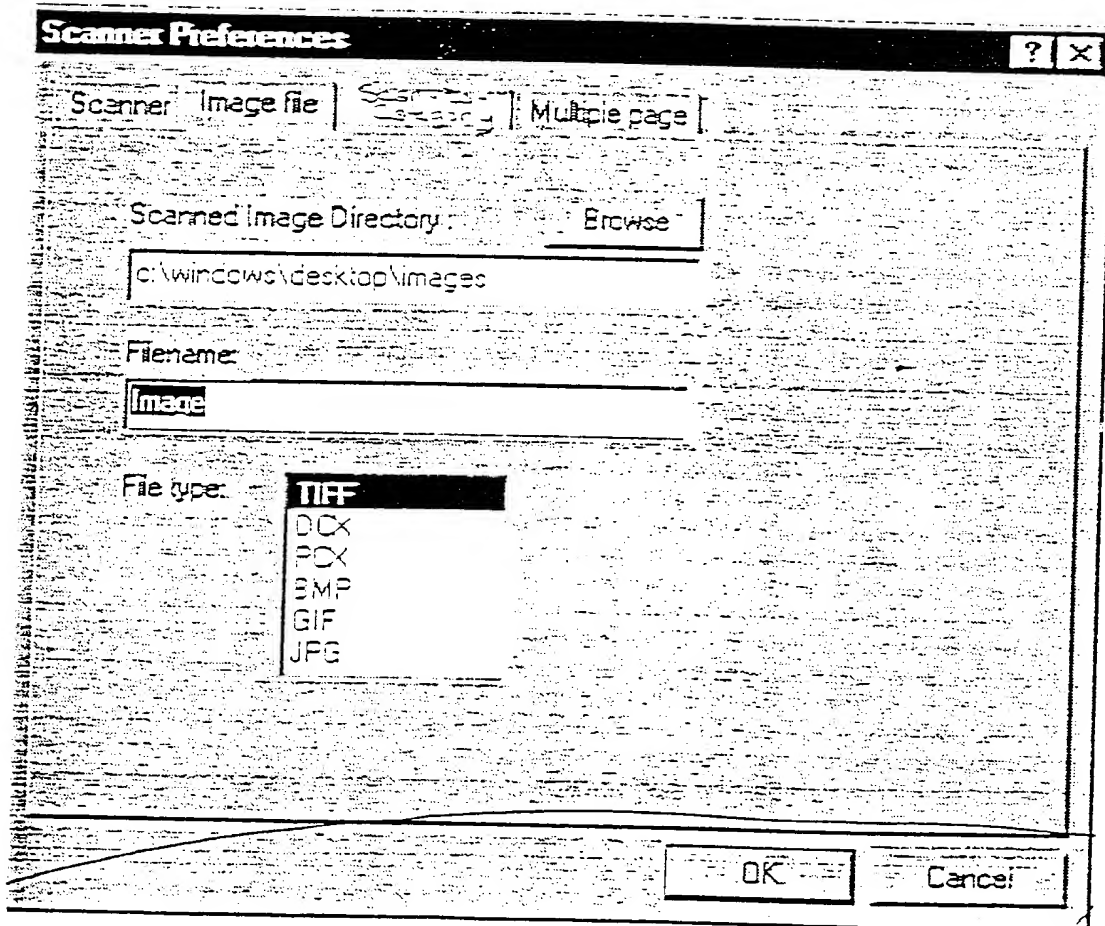 Scanner Preferences
? X
Scanner Image file Multiple page
Scanned Image Directory : Browse
c:\windows\desktop\images
Filename:
Image
File type: TIFF
DCX
PCX
BMP
GIF
JPG
OK Cancel